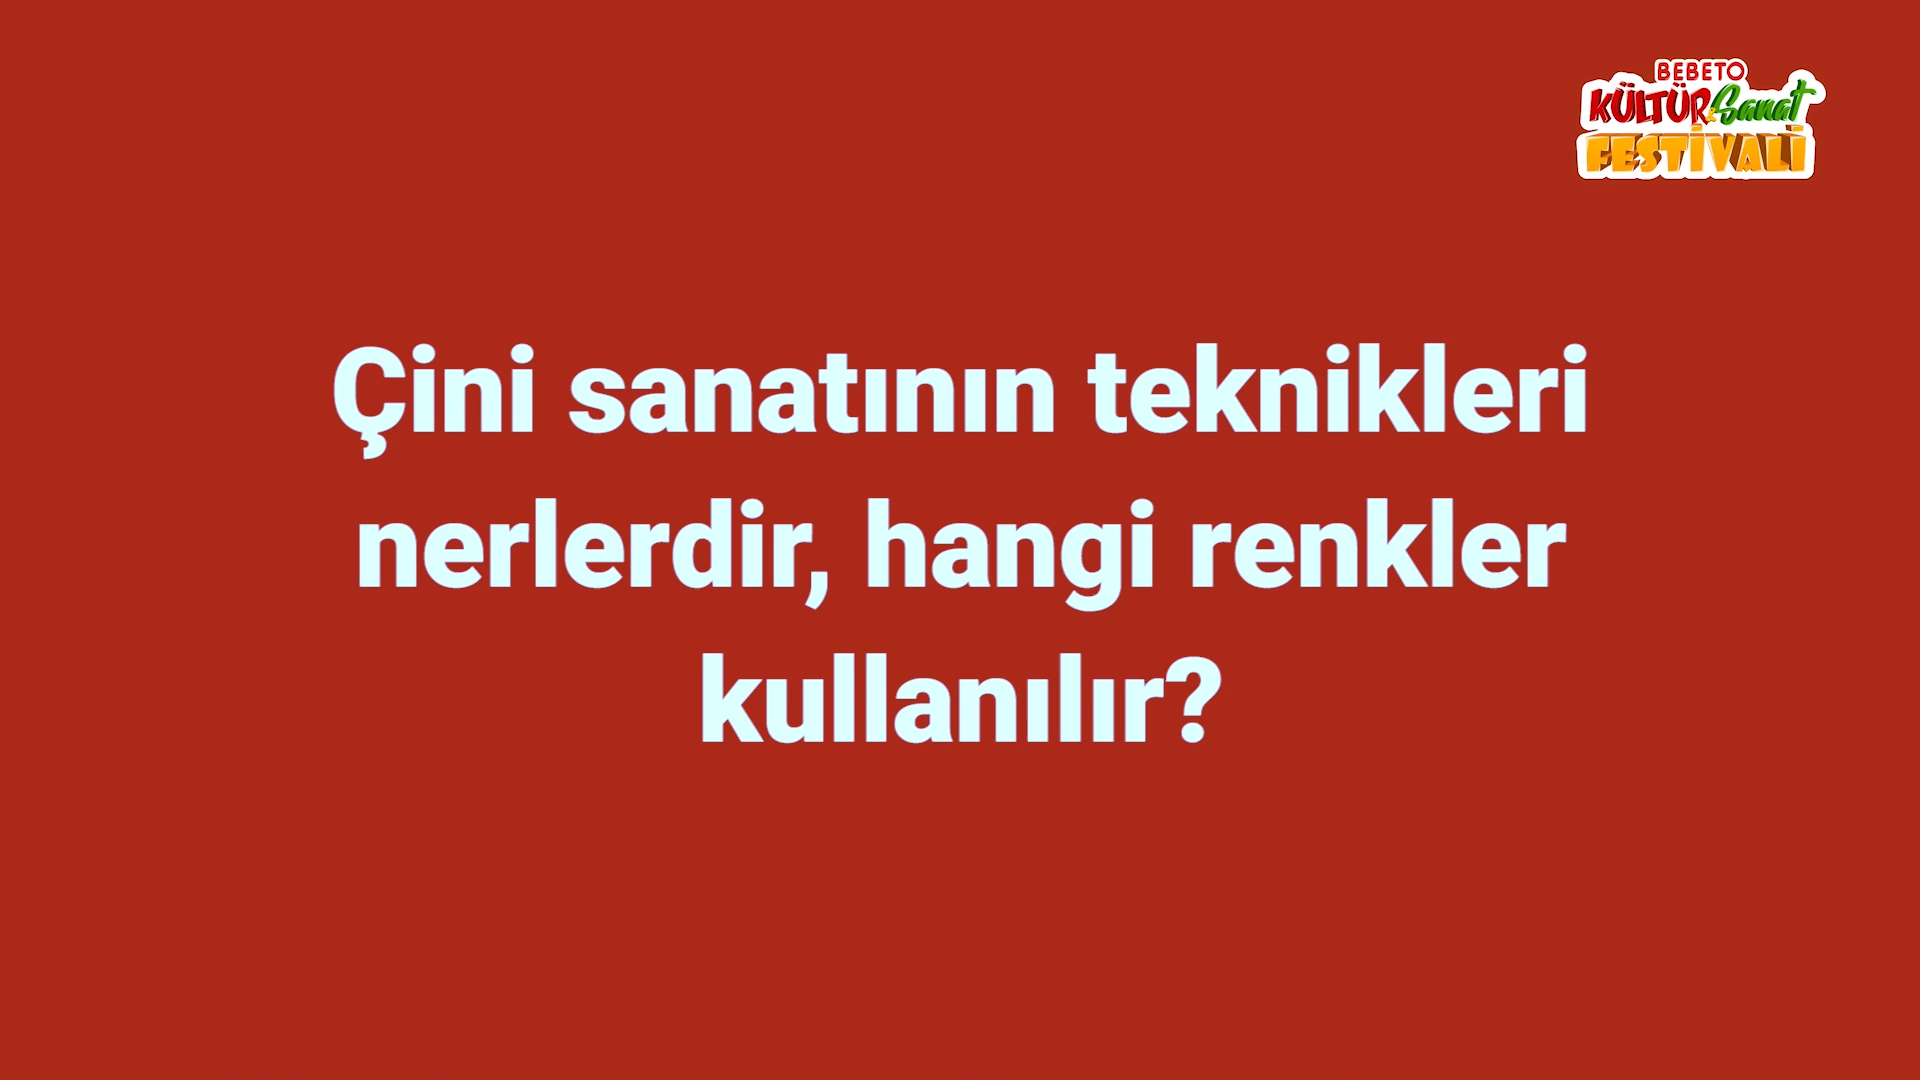 BEBETO
KÜLTÜR & Sanat
FESTİVALİ
Çini sanatının teknikleri
nerlerdir, hangi renkler
kullanılır?